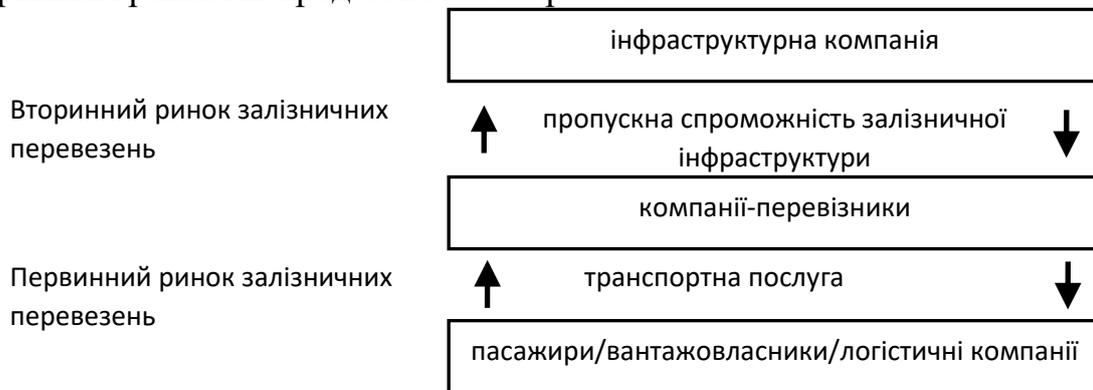 інфраструктурна компанія
Вторинний ринок залізничних
перевезень
пропускна спроможність залізничної
інфраструктури
компанії-перевізники
Первинний ринок залізничних
перевезень
транспортна послуга
пасажири/вантажовласники/логістичні компанії